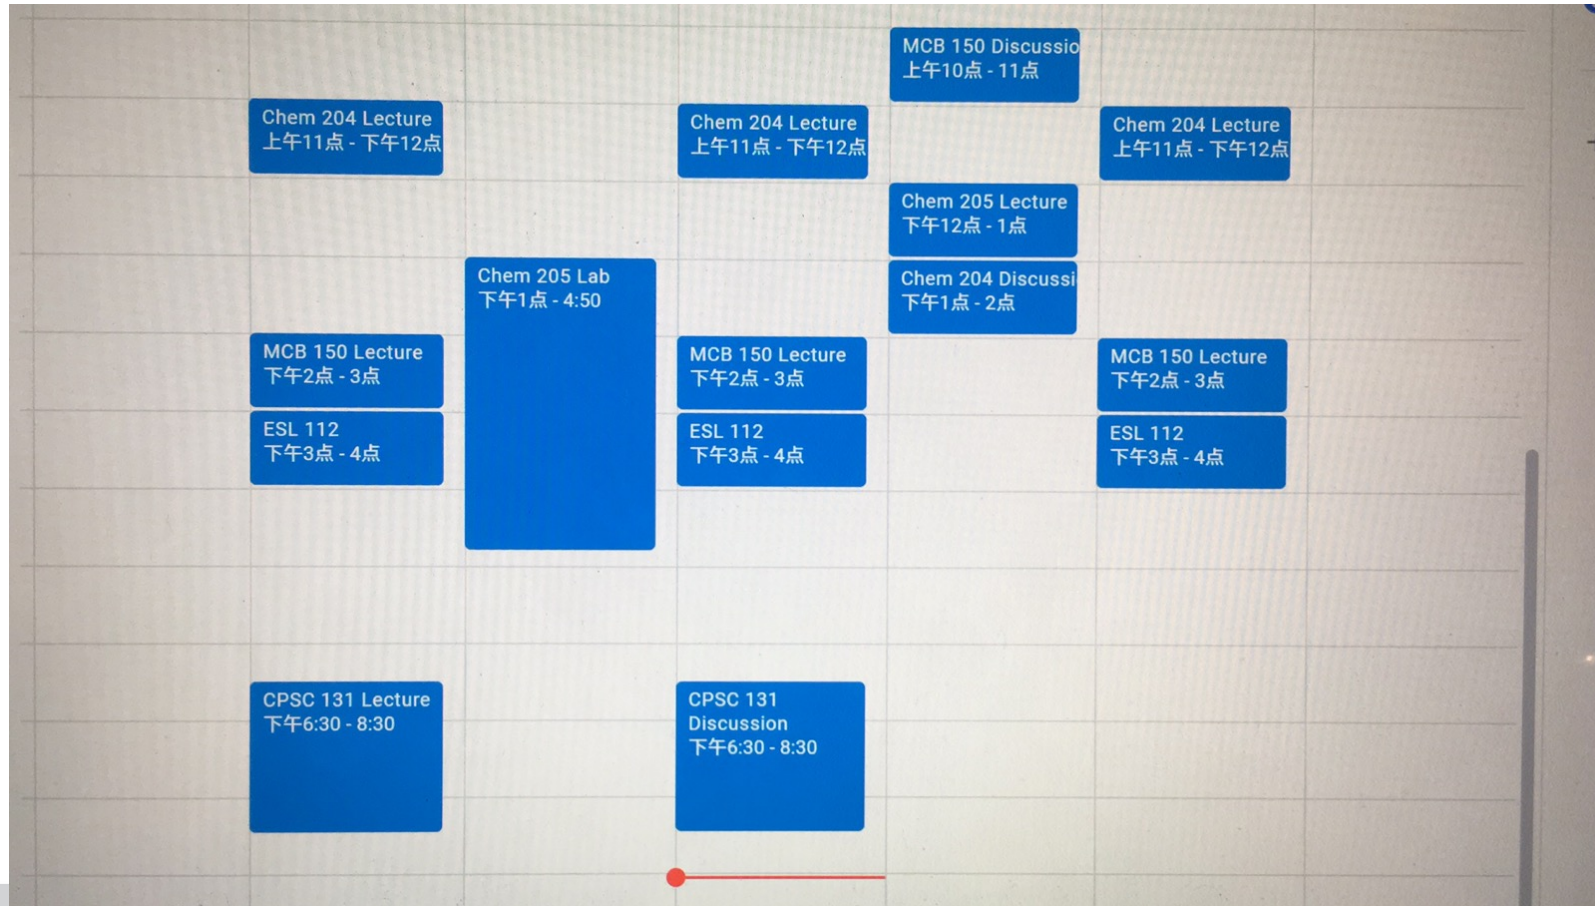 MCB 150 Discussio
上午10点 - 11点
Chem 204 Lecture
上午11点 - 下午12点
Chem 204 Lecture
上午11点 - 下午12点
Chem 204 Lecture
上午11点 - 下午12点
Chem 205 Lecture
下午12点 - 1点
Chem 205 Lab
下午1点 - 4:50
Chem 204 Discussi
下午1点 - 2点
MCB 150 Lecture
下午2点 - 3点
MCB 150 Lecture
下午2点 - 3点
MCB 150 Lecture
下午2点 - 3点
ESL 112
下午3点 - 4点
ESL 112
下午3点 - 4点
ESL 112
下午3点 - 4点
CPSC 131 Lecture
下午6:30 - 8:30
CPSC 131
Discussion
下午6:30 - 8:30